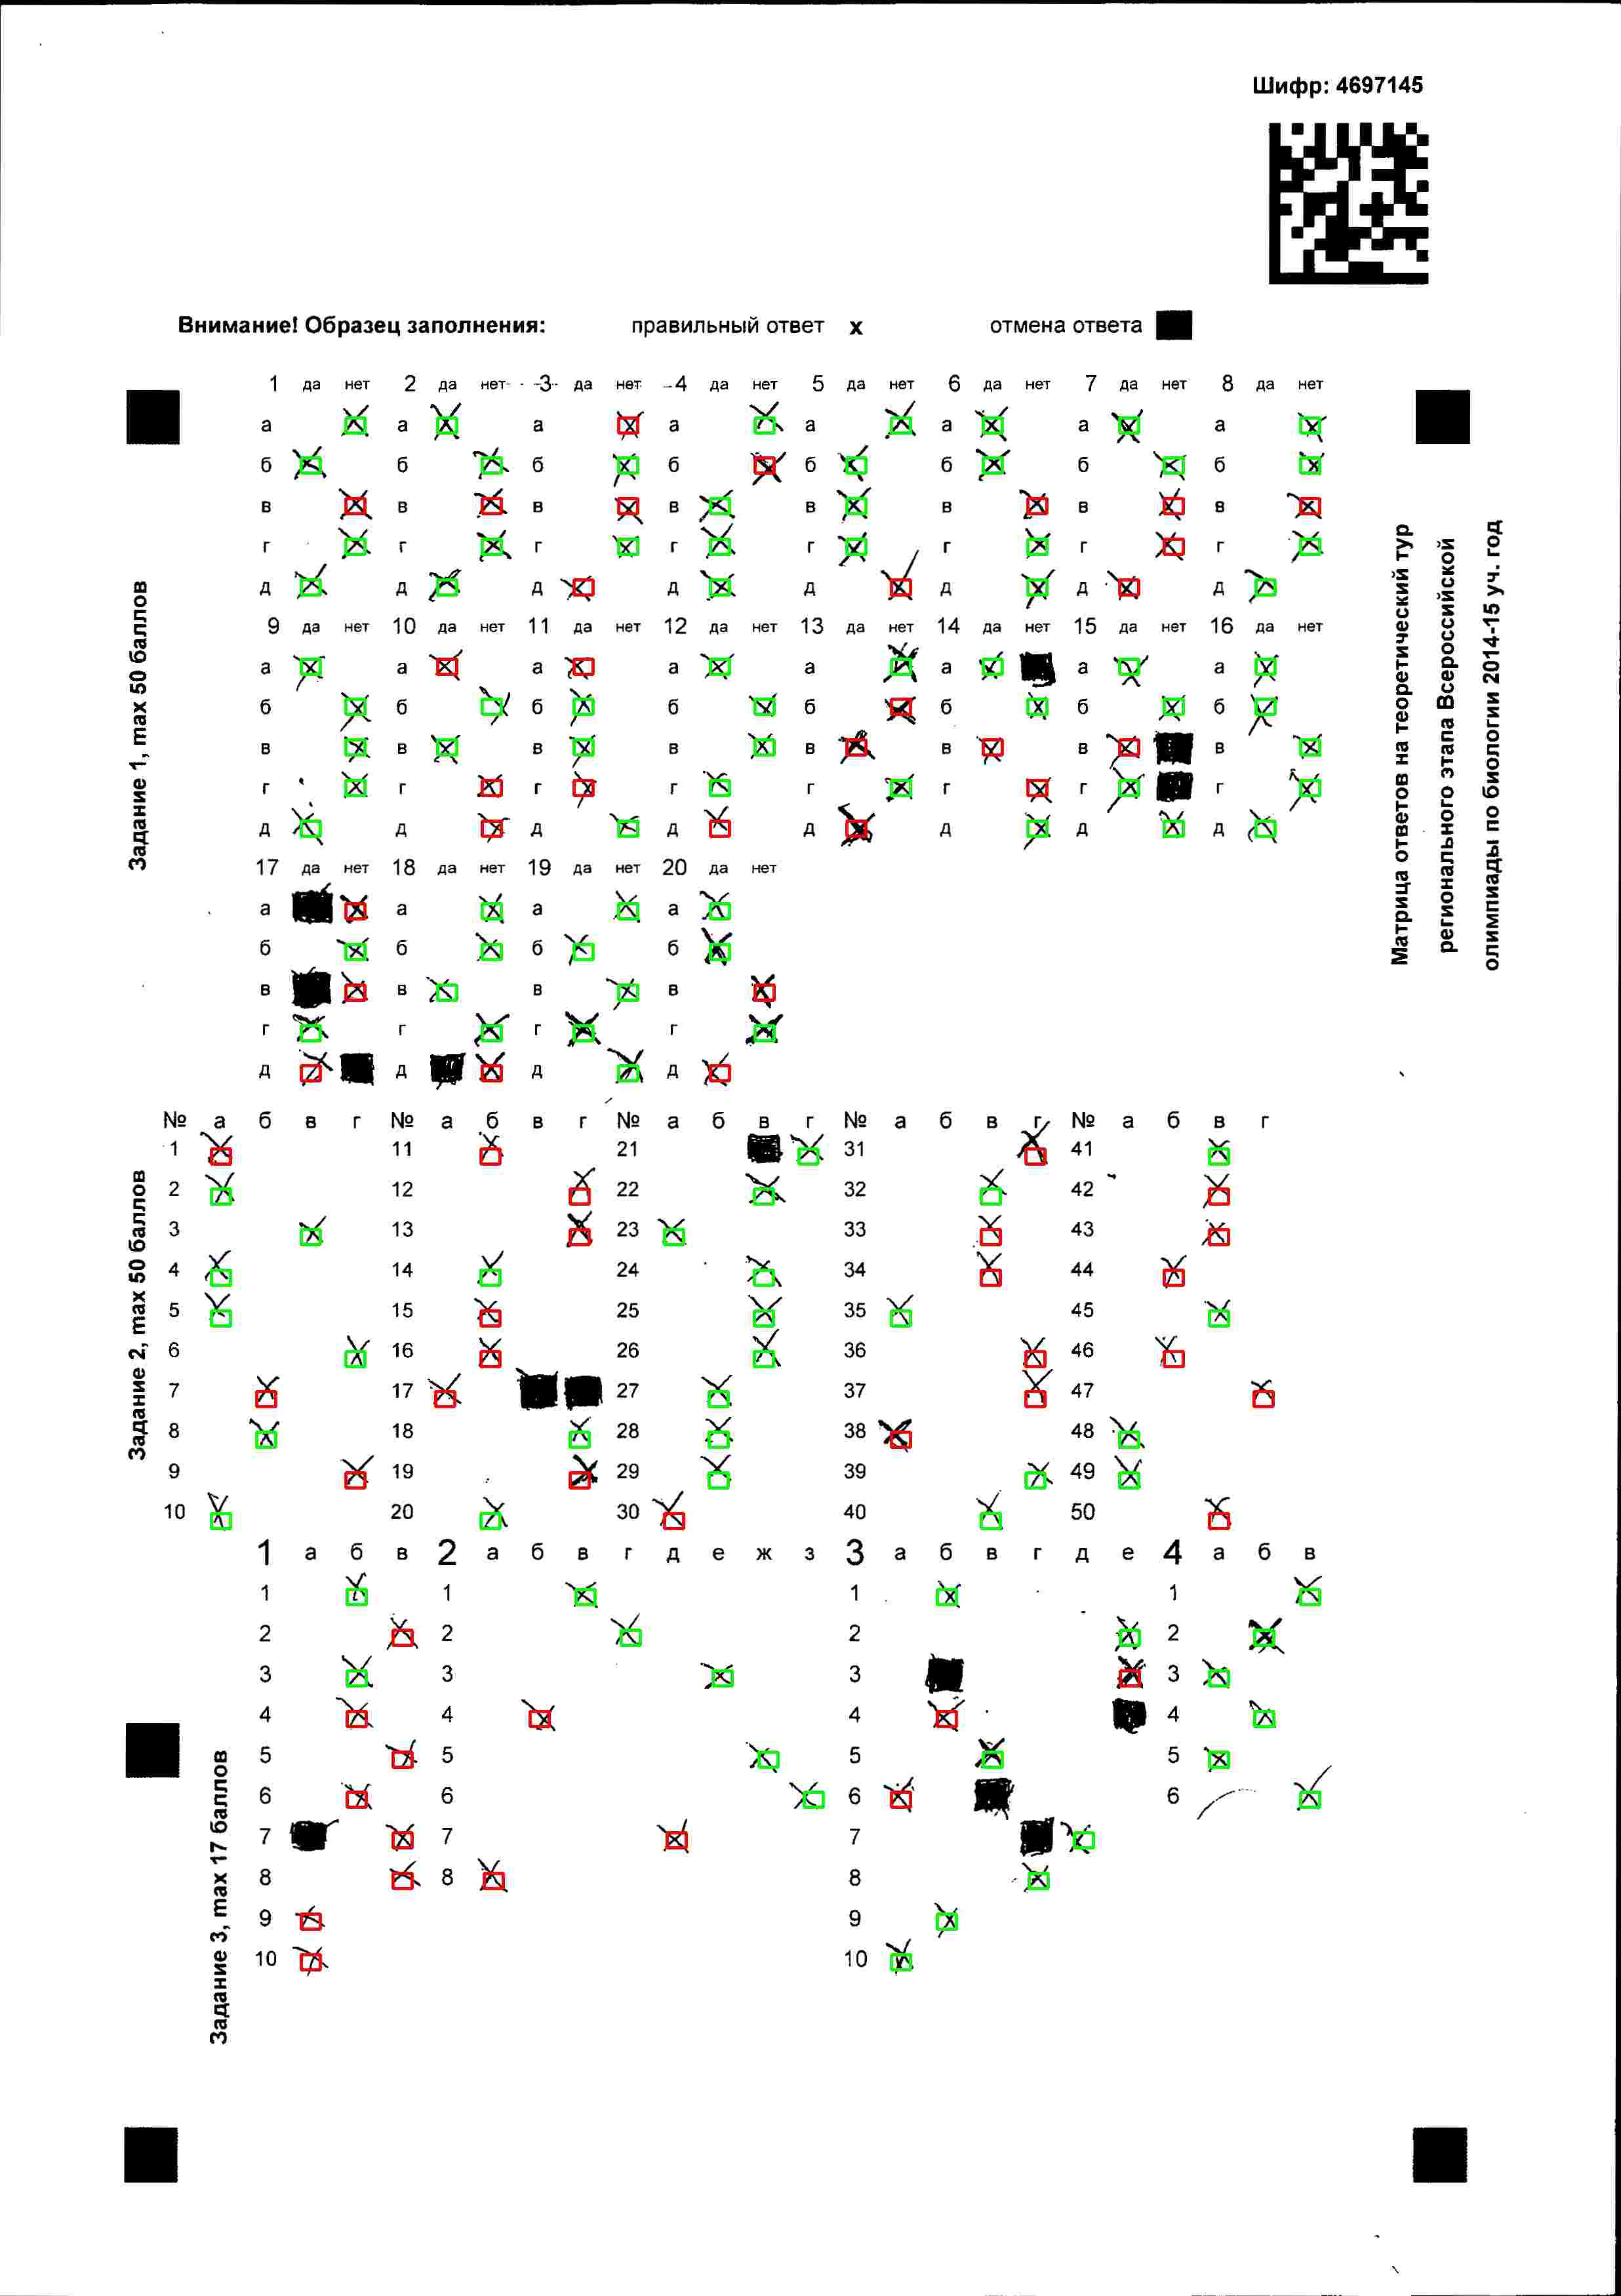 Шифр: 4697145
Внимание! Образец заполнения: правильный ответ х отмена ответа
Матрица ответов на теоретический тур
регионального этапа Всероссийской
олимпиады по биологии 2014-15 уч. год
Задание 1, max 50 баллов
1 да нет 2 да нет 3 да нет 4 да нет 5 да нет 6 да нет 7 да нет 8 да нет
а а а а а а а а
б б б б б б б б
в в в в в в в в
г г г г г г г г
д д д д д д д д
9 да нет 10 да нет 11 да нет 12 да нет 13 да нет 14 да нет 15 да нет 16 да нет
а а а а а а а а
б б б б б б б б
в в в в в в в в
г г г г г г г г
д д д д д д д д
17 да нет 18 да нет 19 да нет 20 да нет
а а а а
б б б б
в в в в
г г г г
д д д д
Задание 2, max 50 баллов
№ а б в г № а б в г № а б в г № а б в г № а б в г
1 11 21 31 41
2 12 22 32 42
3 13 23 33 43
4 14 24 34 44
5 15 25 35 45
6 16 26 36 46
7 17 27 37 47
8 18 28 38 48
9 19 29 39 49
10 20 30 40 50
Задание 3, max 17 баллов
1 а б в 2 а б в г д е ж з 3 а б в г д е 4 а б в
1 1 1 1
2 2 2 2
3 3 3 3
4 4 4 4
5 5 5 5
6 6 6 6
7 7 7
8 8 8
9 9
10 10